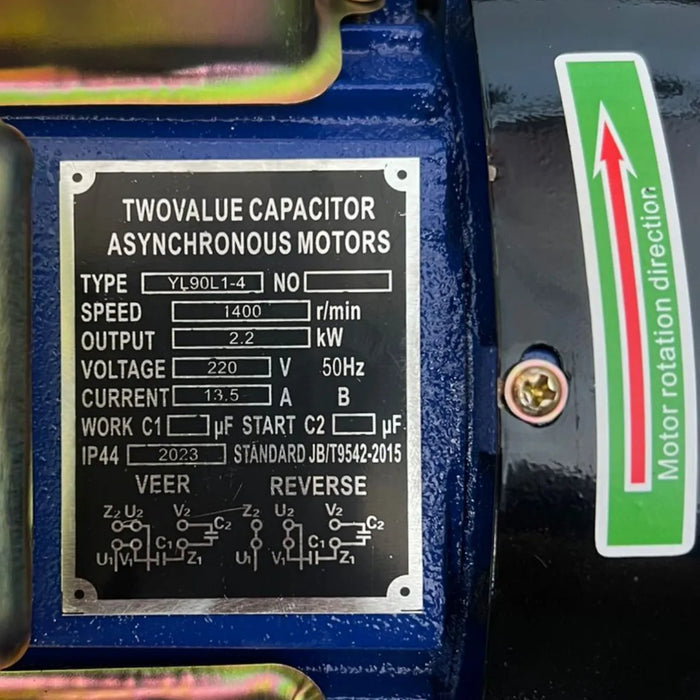 TWOVALUE CAPACITOR
ASYNCHRONOUS MOTORS
TYPE YL90L1-4 NO
SPEED 1400 r/min
OUTPUT 2.2 kW
VOLTAGE 220 V 50Hz
CURRENT 13.5 A B
WORK C1 μF START C2 μF
IP44 2023 STANDARD JB/T9542-2015
VEER REVERSE
Z2 U2 V2 C2 Z2 U2 V2 C2
U1 V1 C1 Z1 U1 V1 C1 Z1
Motor rotation direction